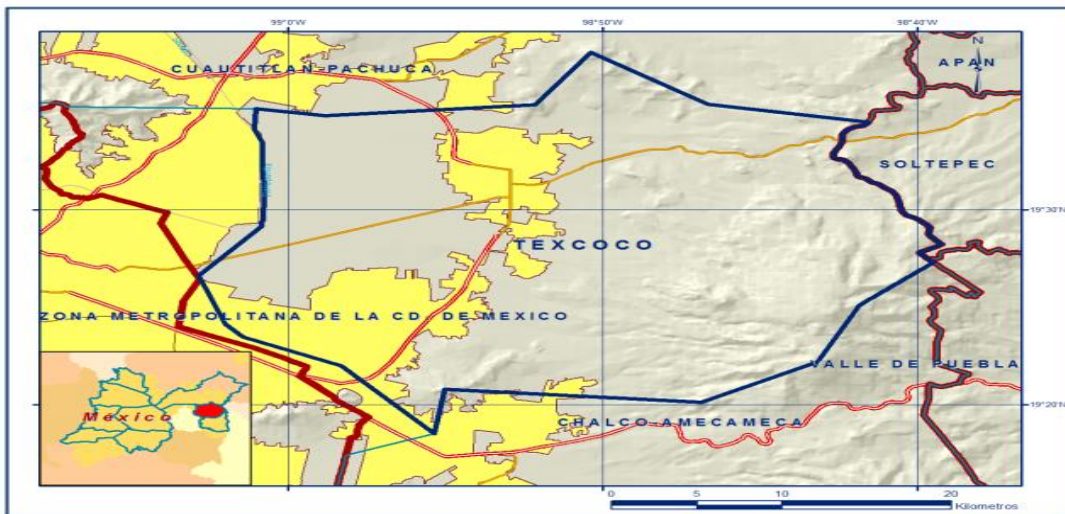 99°0'W
98°50'W
98°40'W
CUAUTITLAN-PACHUCA
N
APAN
SOLTEPEC
19°30'N
TEXCOCO
ZONA METROPOLITANA DE LA CD. DE MEXICO
VALLE DE PUEBLA
México
19°20'N
CHALCO-AMECAMECA
0 5 10 20
Kilometros